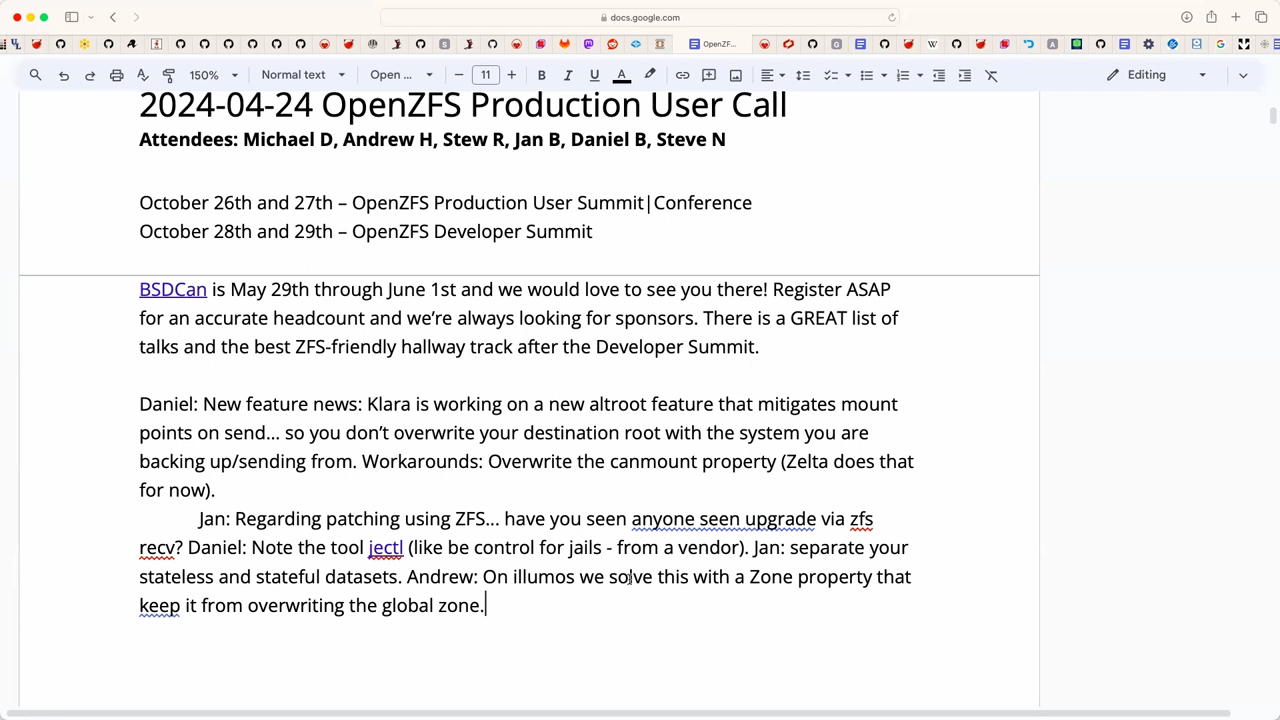 docs.google.com
OpenZF...
150%
Normal text
Open ...
11
Editing
2024-04-24 OpenZFS Production User Call
Attendees: Michael D, Andrew H, Stew R, Jan B, Daniel B, Steve N
October 26th and 27th – OpenZFS Production User Summit|Conference
October 28th and 29th – OpenZFS Developer Summit
BSDCan is May 29th through June 1st and we would love to see you there! Register ASAP
for an accurate headcount and we’re always looking for sponsors. There is a GREAT list of
talks and the best ZFS-friendly hallway track after the Developer Summit.
Daniel: New feature news: Klara is working on a new altroot feature that mitigates mount
points on send… so you don’t overwrite your destination root with the system you are
backing up/sending from. Workarounds: Overwrite the canmount property (Zelta does that
for now).
Jan: Regarding patching using ZFS… have you seen anyone seen upgrade via zfs
recv? Daniel: Note the tool jectl (like be control for jails - from a vendor). Jan: separate your
stateless and stateful datasets. Andrew: On illumos we solve this with a Zone property that
keep it from overwriting the global zone.